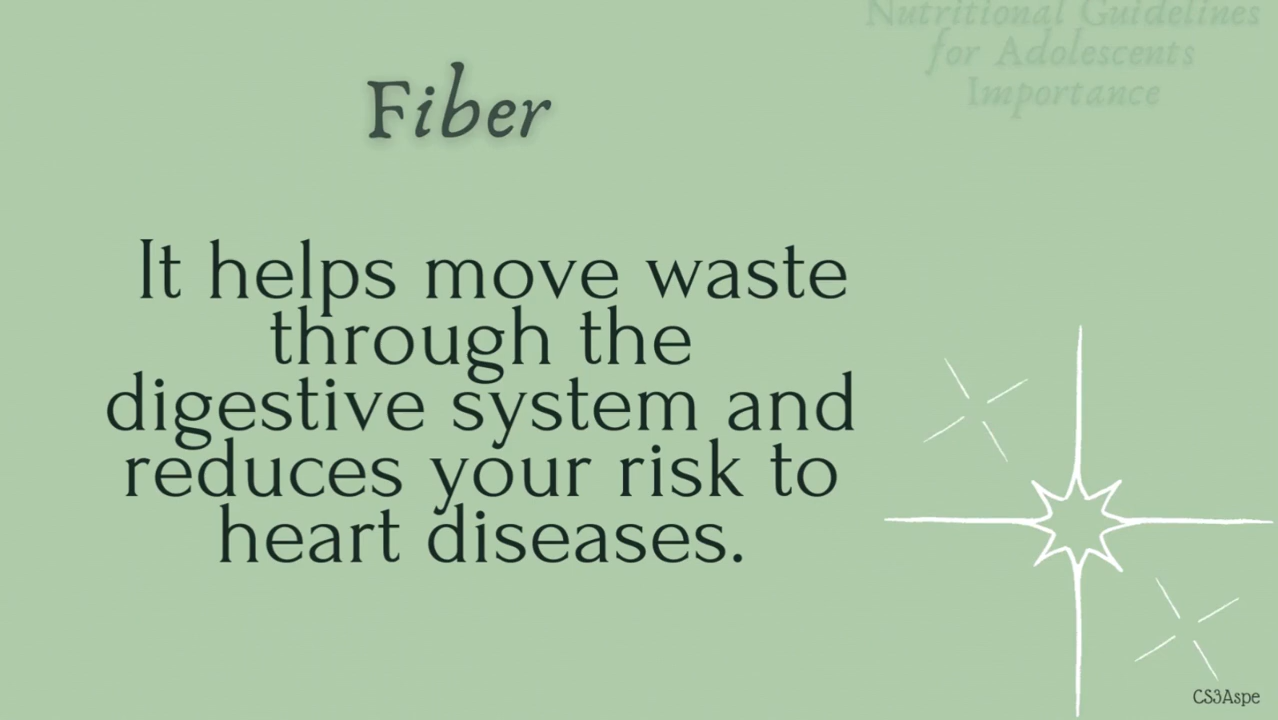 Nutritional Guidelines
for Adolescents
Importance
Fiber
It helps move waste
through the
digestive system and
reduces your risk to
heart diseases.
CS3Aspe